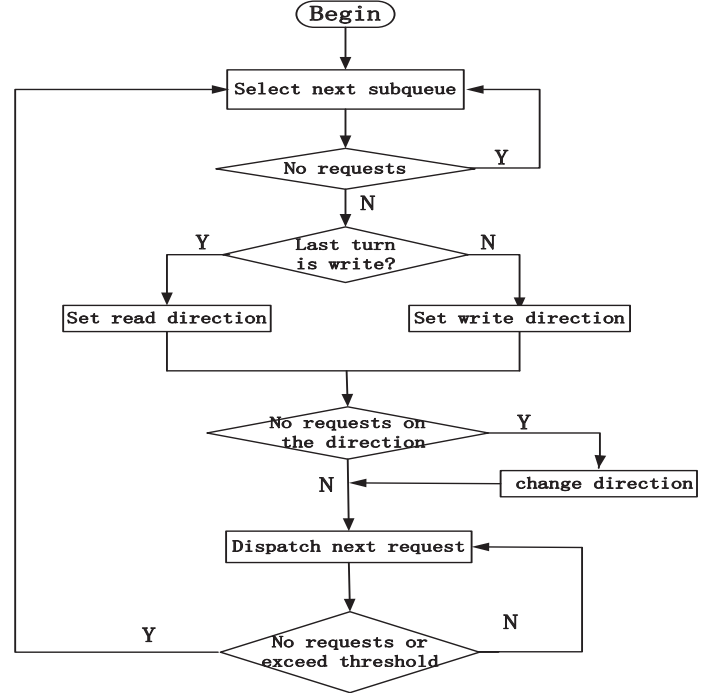 Begin
Select next subqueue
No requests
Y
N
Last turn
is write?
Y
N
Set read direction
Set write direction
No requests on
the direction
Y
N
change direction
Dispatch next request
No requests or
exceed threshold
Y
N